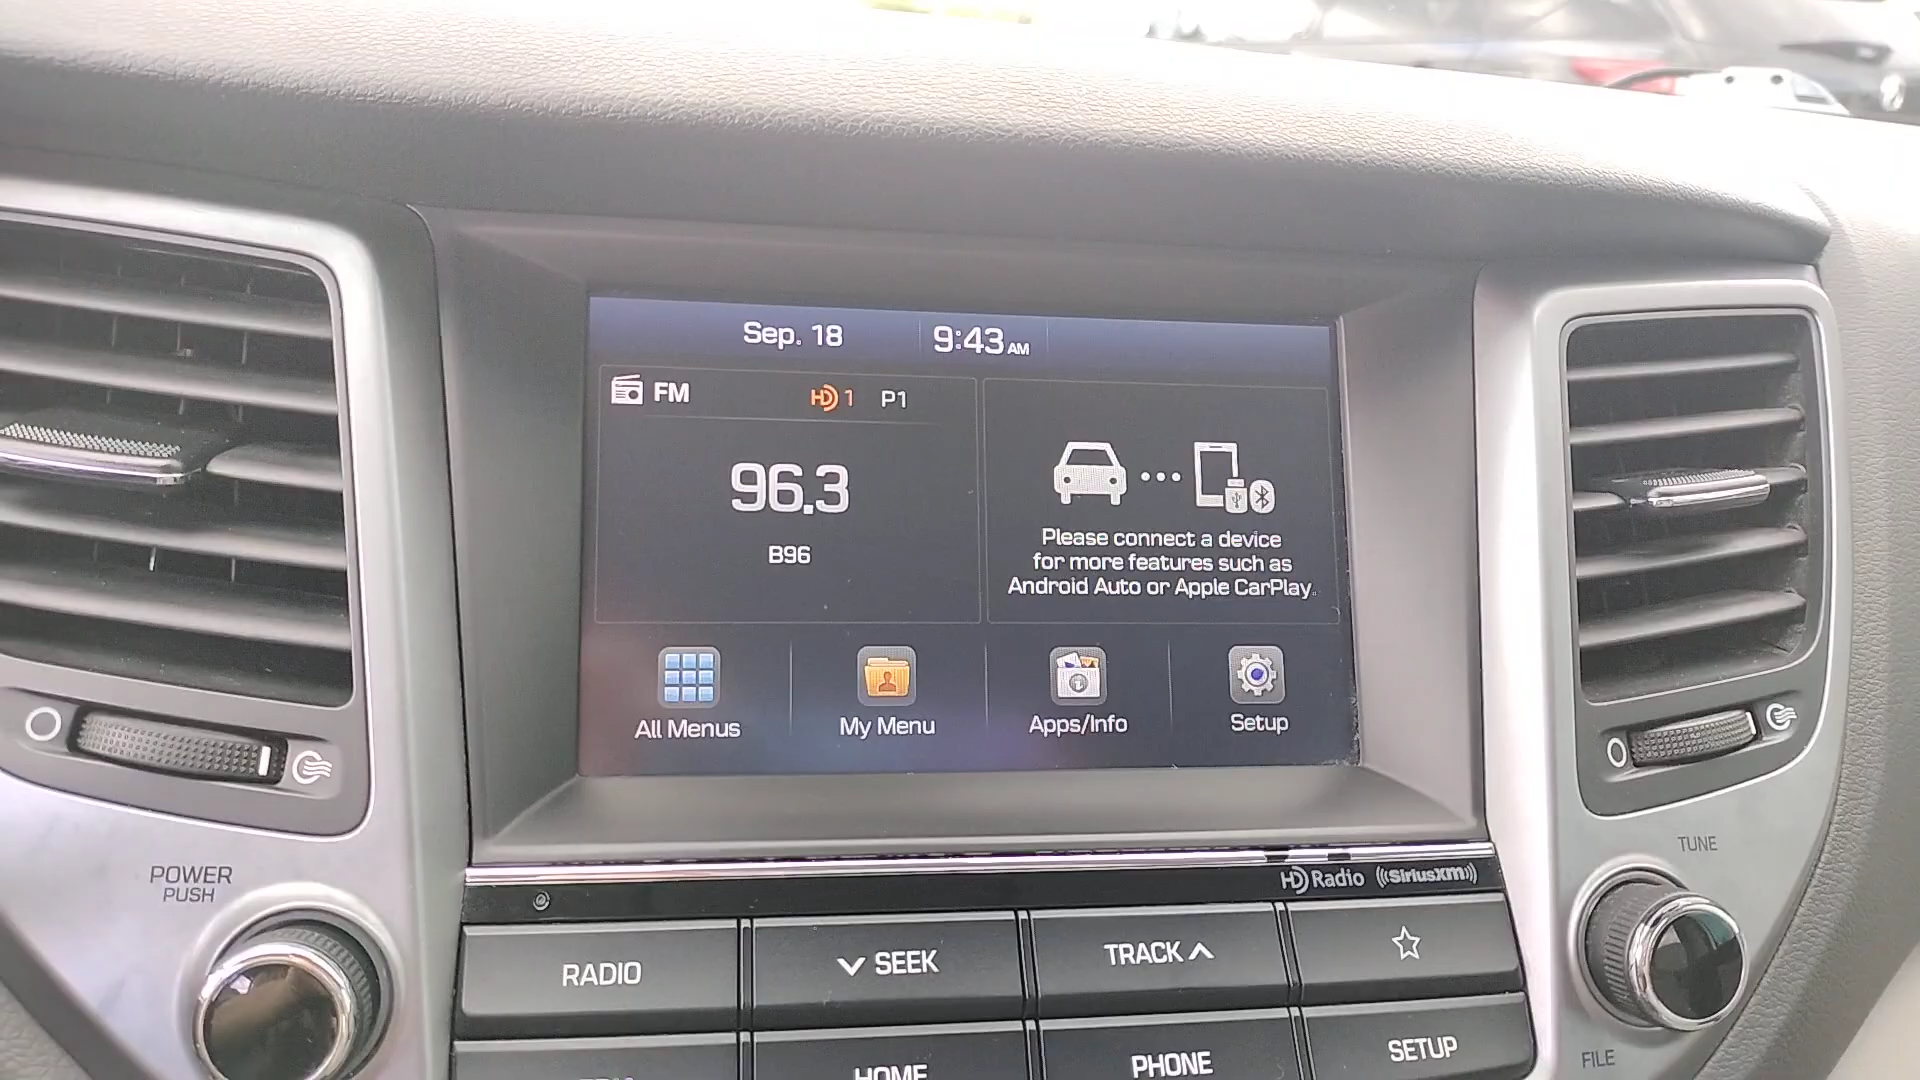 Sep. 18 9:43 AM
FM HD 1 P1
96.3
B96
Please connect a device
for more features such as
Android Auto or Apple CarPlay.
All Menus My Menu Apps/Info Setup
POWER
PUSH
TUNE
HD Radio ((SiriusXM))
RADIO SEEK TRACK
HOME PHONE SETUP
FILE